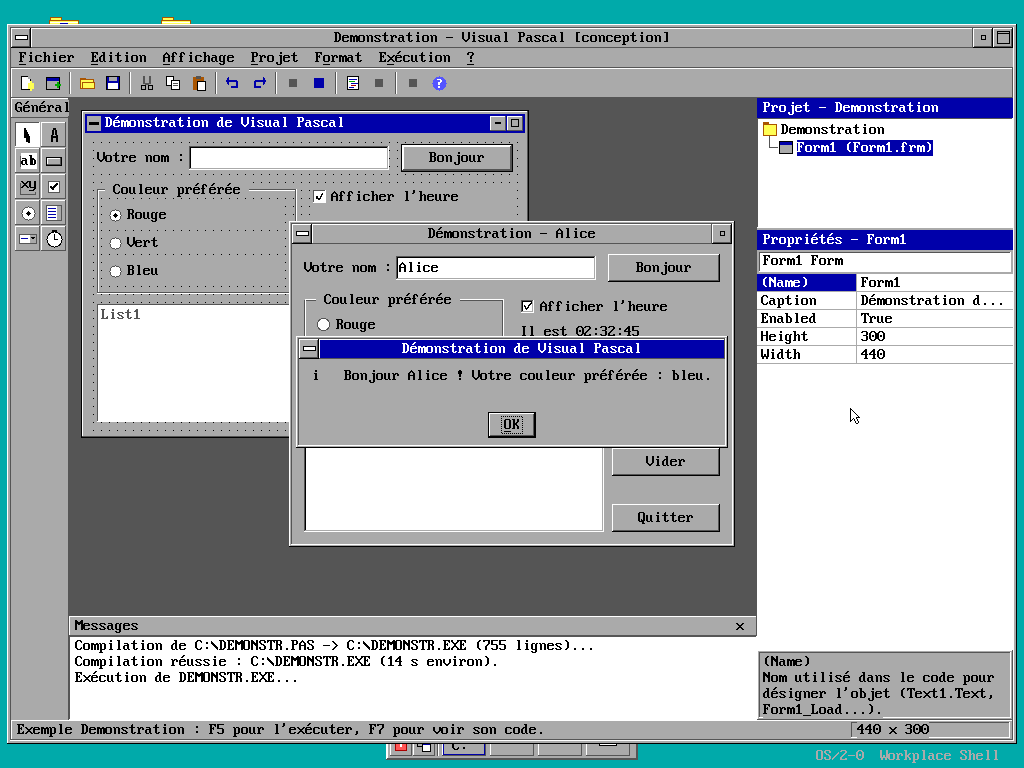 Demonstration - Visual Pascal [conception]
Fichier Edition Affichage Projet Format Exécution ?
Général
A
ab
xy
Démonstration de Visual Pascal
Votre nom :
Bonjour
Couleur préférée
Afficher l'heure
Rouge
Vert
Bleu
List1
Démonstration - Alice
Votre nom : Alice
Bonjour
Couleur préférée
Afficher l'heure
Rouge
Il est 02:32:45
Démonstration de Visual Pascal
i Bonjour Alice ! Votre couleur préférée : bleu.
OK
Vider
Quitter
Projet - Demonstration
Demonstration
Form1 (Form1.frm)
Propriétés - Form1
Form1 Form
(Name) Form1
Caption Démonstration d...
Enabled True
Height 300
Width 440
(Name)
Nom utilisé dans le code pour
désigner l'objet (Text1.Text,
Form1_Load...).
Messages
Compilation de C:\DEMONSTR.PAS -> C:\DEMONSTR.EXE (755 lignes)...
Compilation réussie : C:\DEMONSTR.EXE (14 s environ).
Exécution de DEMONSTR.EXE...
Exemple Demonstration : F5 pour l'exécuter, F7 pour voir son code.
440 x 300
C:
OS/2-0 Workplace Shell